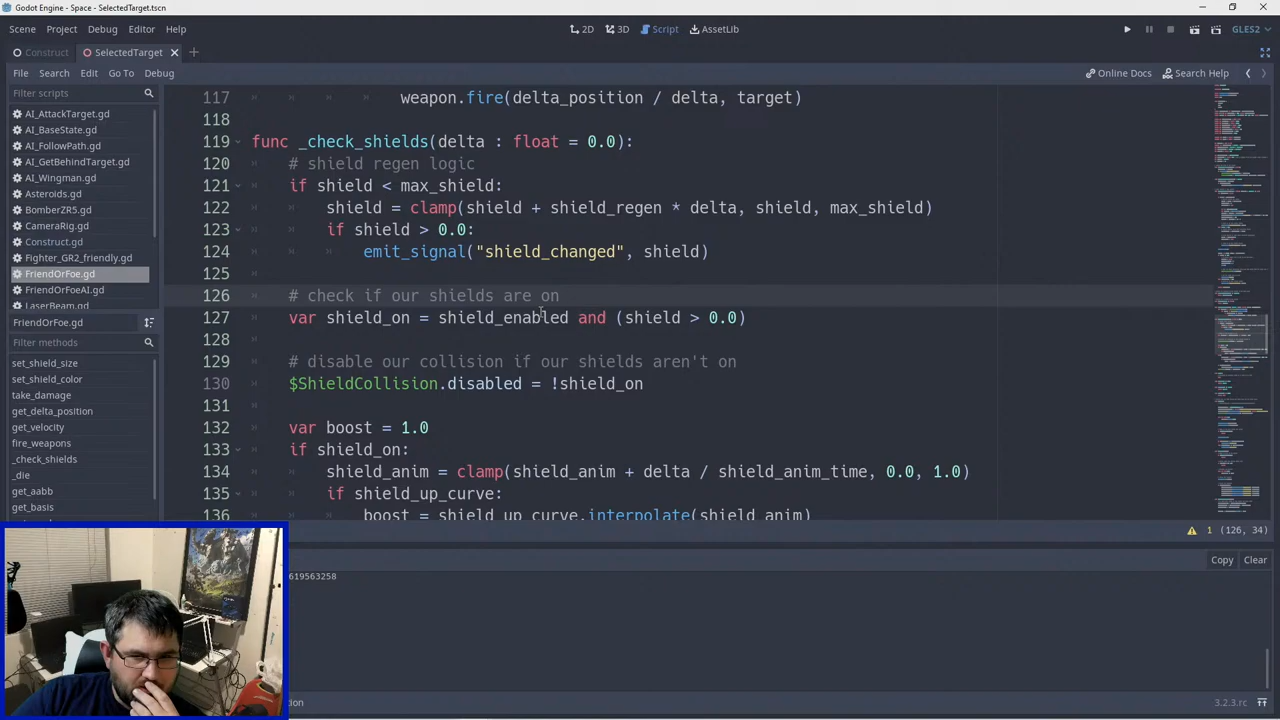 Godot Engine - Space - SelectedTarget.tscn
Scene Project Debug Editor Help
2D 3D Script AssetLib
GLES2
Construct SelectedTarget
File Search Edit Go To Debug
Online Docs Search Help
Filter scripts
AI_AttackTarget.gd
AI_BaseState.gd
AI_FollowPath.gd
AI_GetBehindTarget.gd
AI_Wingman.gd
Asteroids.gd
BomberZR5.gd
CameraRig.gd
Construct.gd
Fighter_GR2_friendly.gd
FriendOrFoe.gd
FriendOrFoeAI.gd
LaserBeam.gd
FriendOrFoe.gd
Filter methods
set_shield_size
set_shield_color
take_damage
get_delta_position
get_velocity
fire_weapons
_check_shields
_die
get_aabb
get_basis
117 weapon.fire(delta_position / delta, target)
118
119 func _check_shields(delta : float = 0.0):
120 # shield regen logic
121 if shield < max_shield:
122 shield = clamp(shield + shield_regen * delta, shield, max_shield)
123 if shield > 0.0:
124 emit_signal("shield_changed", shield)
125
126 # check if our shields are on
127 var shield_on = shield_enabled and (shield > 0.0)
128
129 # disable our collision if our shields aren't on
130 $ShieldCollision.disabled = !shield_on
131
132 var boost = 1.0
133 if shield_on:
134 shield_anim = clamp(shield_anim + delta / shield_anim_time, 0.0, 1.0)
135 if shield_up_curve:
136 boost = shield_up_curve.interpolate(shield_anim)
1 (126, 34)
Copy Clear
619563258
3.2.3.rc